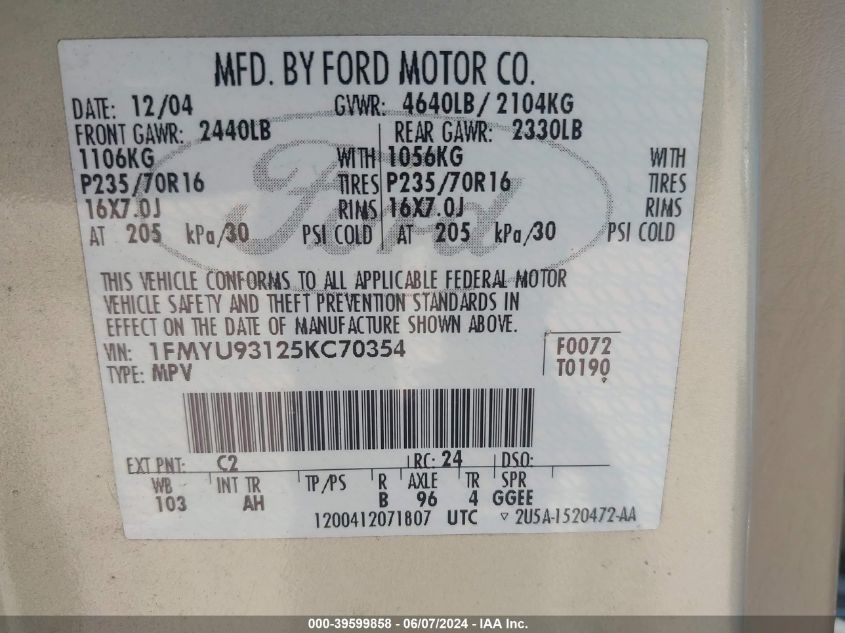 MFD. BY FORD MOTOR CO.
DATE: 12/04 GVWR: 4640LB/ 2104KG
FRONT GAWR: 2440LB REAR GAWR: 2330LB
1106KG WITH 1056KG WITH
P235/70R16 TIRES P235/70R16 TIRES
16X7.0J RIMS 16X7.0J RIMS
AT 205 kPa/30 PSI COLD AT 205 kPa/30 PSI COLD
Ford
THIS VEHICLE CONFORMS TO ALL APPLICABLE FEDERAL MOTOR
VEHICLE SAFETY AND THEFT PREVENTION STANDARDS IN
EFFECT ON THE DATE OF MANUFACTURE SHOWN ABOVE.
VIN: 1FMYU93125KC70354 F0072
TYPE: MPV T0190
EXT PNT: C2 RC: 24 DSO:
WB INT TR TP/PS R AXLE TR SPR
103 AH B 96 4 GGEE
1200412071807 UTC ▿ 2U5A-1520472-AA
000-39599858 - 06/07/2024 - IAA Inc.